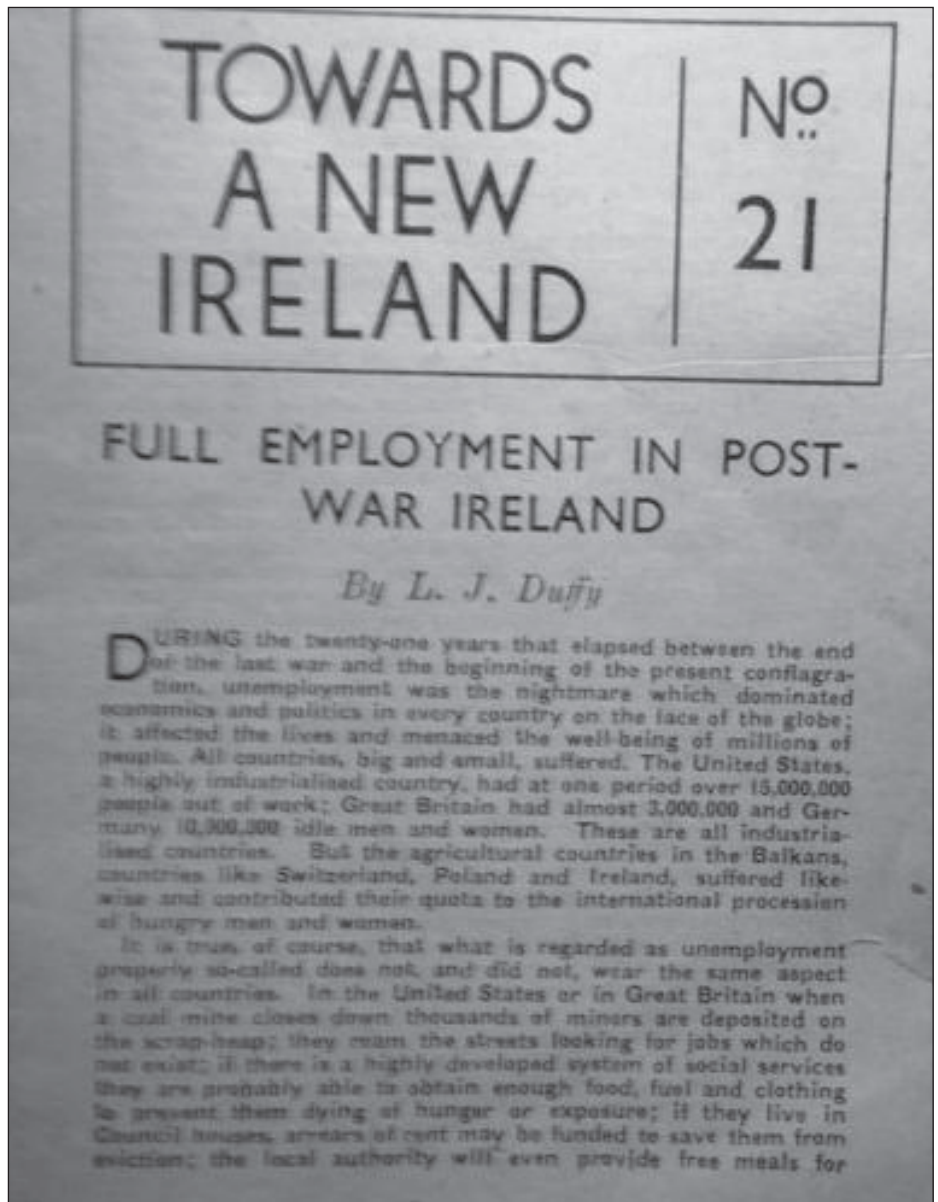 TOWARDS
A NEW
IRELAND
No.
21
FULL EMPLOYMENT IN POST-
WAR IRELAND
By L. J. Duffy
DURING the twenty-one years that elapsed between the end
of the last war and the beginning of the present conflagra-
tion, unemployment was the nightmare which dominated
economics and politics in every country on the face of the globe;
it affected the lives and menaced the well-being of millions of
people. All countries, big and small, suffered. The United States,
a highly industrialised country, had at one period over 15,000,000
people out of work; Great Britain had almost 3,000,000 and Ger-
many 10,000,000 idle men and women. These are all industria-
lised countries. But the agricultural countries in the Balkans,
countries like Switzerland, Poland and Ireland, suffered like-
wise and contributed their quota to the international procession
of hungry men and women.
It is true, of course, that what is regarded as unemployment
properly so-called does not, and did not, wear the same aspect
in all countries. In the United States or in Great Britain when
a coal mine closes down thousands of miners are deposited on
the scrap-heap; they roam the streets looking for jobs which do
not exist; if there is a highly developed system of social services
they are probably able to obtain enough food, fuel and clothing
to prevent them dying of hunger or exposure; if they live in
Council houses, arrears of rent may be funded to save them from
eviction; the local authority will even provide free meals for